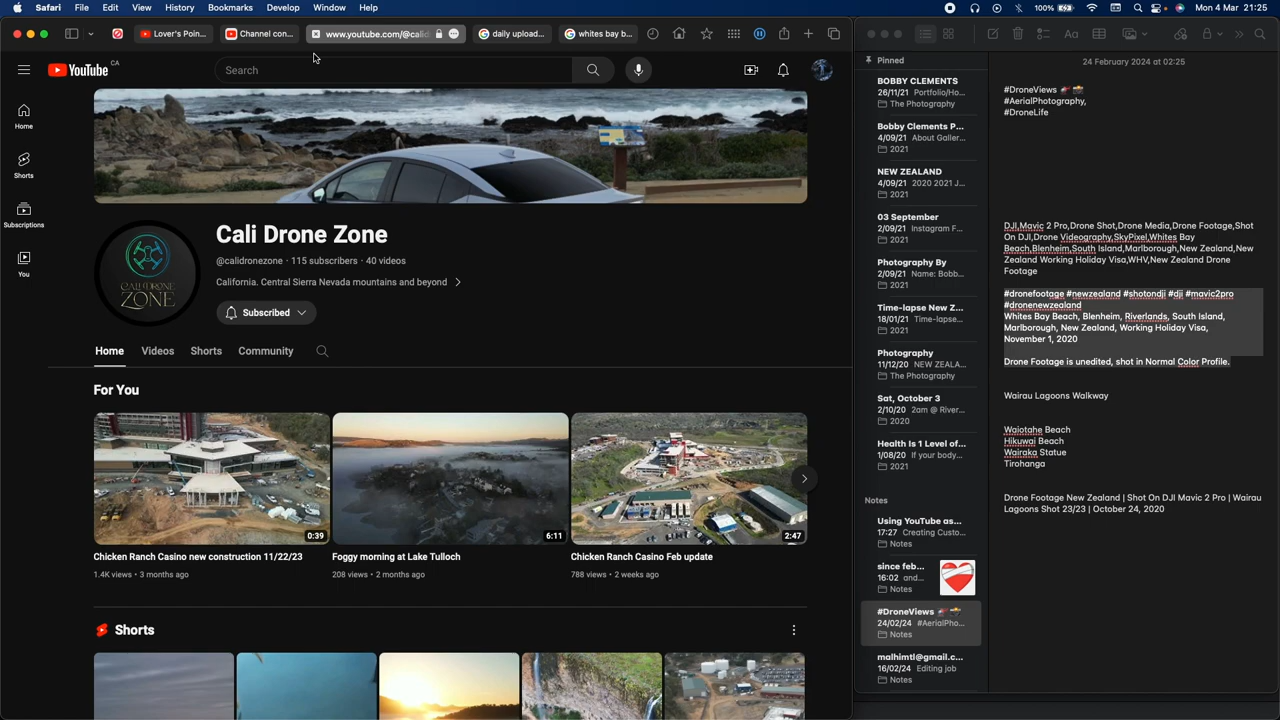 Safari File Edit View History Bookmarks Develop Window Help
100% Mon 4 Mar 21:25
Lover's Poin...
Channel con...
www.youtube.com/@calid
daily upload...
whites bay b...
YouTube CA
Search
Home
Shorts
Subscriptions
You
CALI DRONE
ZONE
Cali Drone Zone
@calidronezone · 115 subscribers · 40 videos
California. Central Sierra Nevada mountains and beyond
Subscribed
Home Videos Shorts Community
For You
0:39
6:11
2:47
Chicken Ranch Casino new construction 11/22/23
1.4K views • 3 months ago
Foggy morning at Lake Tulloch
208 views • 2 months ago
Chicken Ranch Casino Feb update
788 views • 2 weeks ago
Shorts
Pinned
BOBBY CLEMENTS
26/11/21 Portfolio/Ho...
The Photography
Bobby Clements P...
4/09/21 About Galler...
2021
NEW ZEALAND
4/09/21 2020 2021 J...
2021
03 September
2/09/21 Instagram F...
2021
Photography By
2/09/21 Name: Bobb...
2021
Time-lapse New Z...
18/01/21 Time-lapse...
2021
Photography
11/12/20 NEW ZEALA...
The Photography
Sat, October 3
2/10/20 2am @ River...
2020
Health Is 1 Level of...
1/08/20 If your body...
2021
Notes
Using YouTube as...
17:27 Creating Custo...
Notes
since feb...
16:02 and...
Notes
#DroneViews
24/02/24 #AerialPho...
Notes
malhimtl@gmail.c...
16/02/24 Editing job
Notes
Aa
24 February 2024 at 02:25
#DroneViews
#AerialPhotography,
#DroneLife
DJI,Mavic 2 Pro,Drone Shot,Drone Media,Drone Footage,Shot
On DJI,Drone Videography,SkyPixel,Whites Bay
Beach,Blenheim,South Island,Marlborough,New Zealand,New
Zealand Working Holiday Visa,WHV,New Zealand Drone
Footage
#dronefootage #newzealand #shotondji #dji #mavic2pro
#dronenewzealand
Whites Bay Beach, Blenheim, Riverlands, South Island,
Marlborough, New Zealand, Working Holiday Visa,
November 1, 2020
Drone Footage is unedited, shot in Normal Color Profile.
Wairau Lagoons Walkway
Waiotahe Beach
Hikuwai Beach
Wairaka Statue
Tirohanga
Drone Footage New Zealand | Shot On DJI Mavic 2 Pro | Wairau
Lagoons Shot 23/23 | October 24, 2020